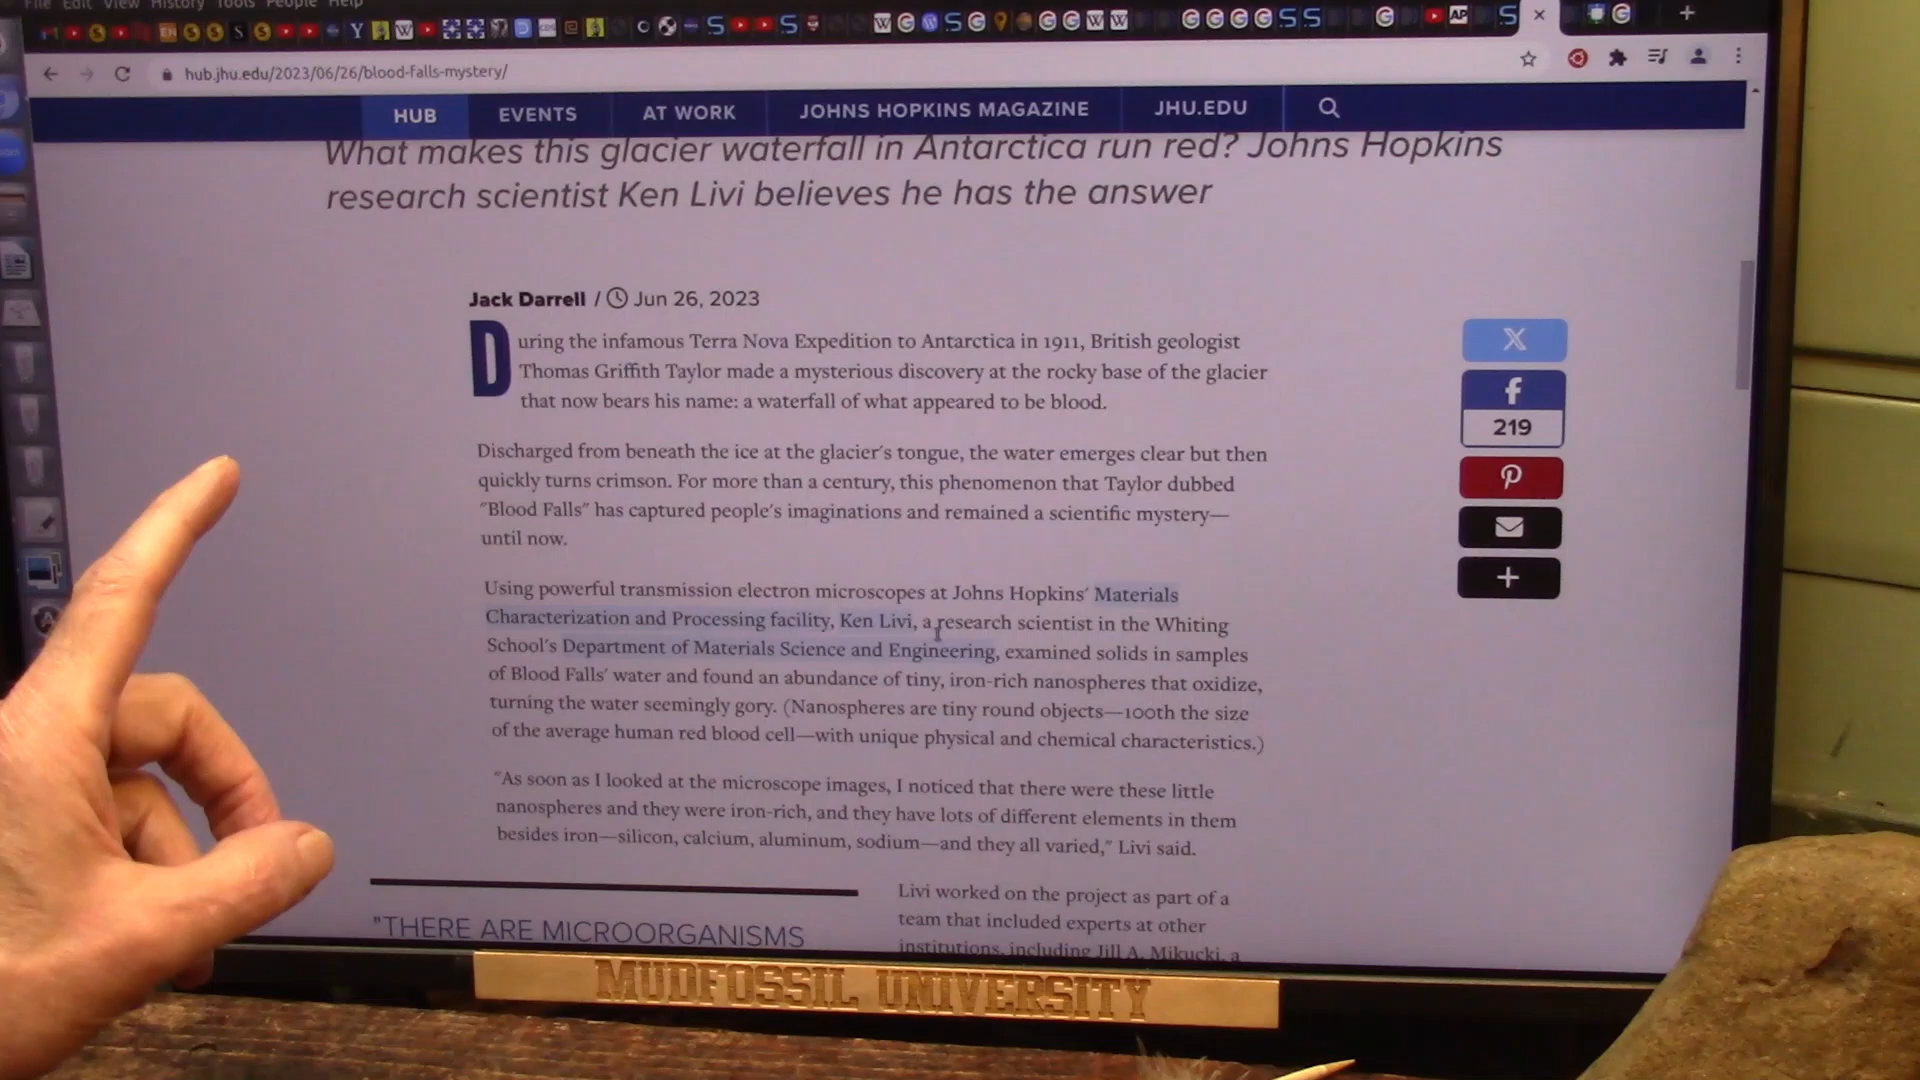 File Edit View History Tools People Help
hub.jhu.edu/2023/06/26/blood-falls-mystery/
HUB EVENTS AT WORK JOHNS HOPKINS MAGAZINE JHU.EDU
What makes this glacier waterfall in Antarctica run red? Johns Hopkins
research scientist Ken Livi believes he has the answer
Jack Darrell / Jun 26, 2023
During the infamous Terra Nova Expedition to Antarctica in 1911, British geologist
Thomas Griffith Taylor made a mysterious discovery at the rocky base of the glacier
that now bears his name: a waterfall of what appeared to be blood.
Discharged from beneath the ice at the glacier's tongue, the water emerges clear but then
quickly turns crimson. For more than a century, this phenomenon that Taylor dubbed
"Blood Falls" has captured people's imaginations and remained a scientific mystery—
until now.
Using powerful transmission electron microscopes at Johns Hopkins' Materials
Characterization and Processing facility, Ken Livi, a research scientist in the Whiting
School's Department of Materials Science and Engineering, examined solids in samples
of Blood Falls' water and found an abundance of tiny, iron-rich nanospheres that oxidize,
turning the water seemingly gory. (Nanospheres are tiny round objects—100th the size
of the average human red blood cell—with unique physical and chemical characteristics.)
"As soon as I looked at the microscope images, I noticed that there were these little
nanospheres and they were iron-rich, and they have lots of different elements in them
besides iron—silicon, calcium, aluminum, sodium—and they all varied," Livi said.
"THERE ARE MICROORGANISMS
Livi worked on the project as part of a
team that included experts at other
institutions, including Jill A. Mikucki, a
219
MUDFOSSIL UNIVERSITY